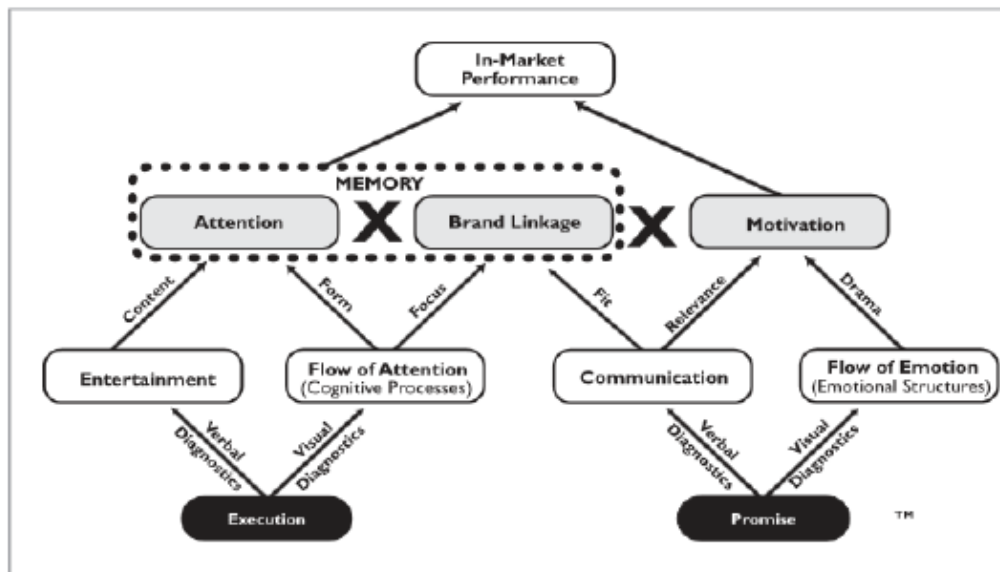 In-Market
Performance
MEMORY
Attention
X
Brand Linkage
X
Motivation
Content
Form
Focus
Fit
Relevance
Drama
Entertainment
Flow of Attention
(Cognitive Processes)
Communication
Flow of Emotion
(Emotional Structures)
Verbal
Diagnostics
Visual
Diagnostics
Verbal
Diagnostics
Visual
Diagnostics
Execution
Promise
TM